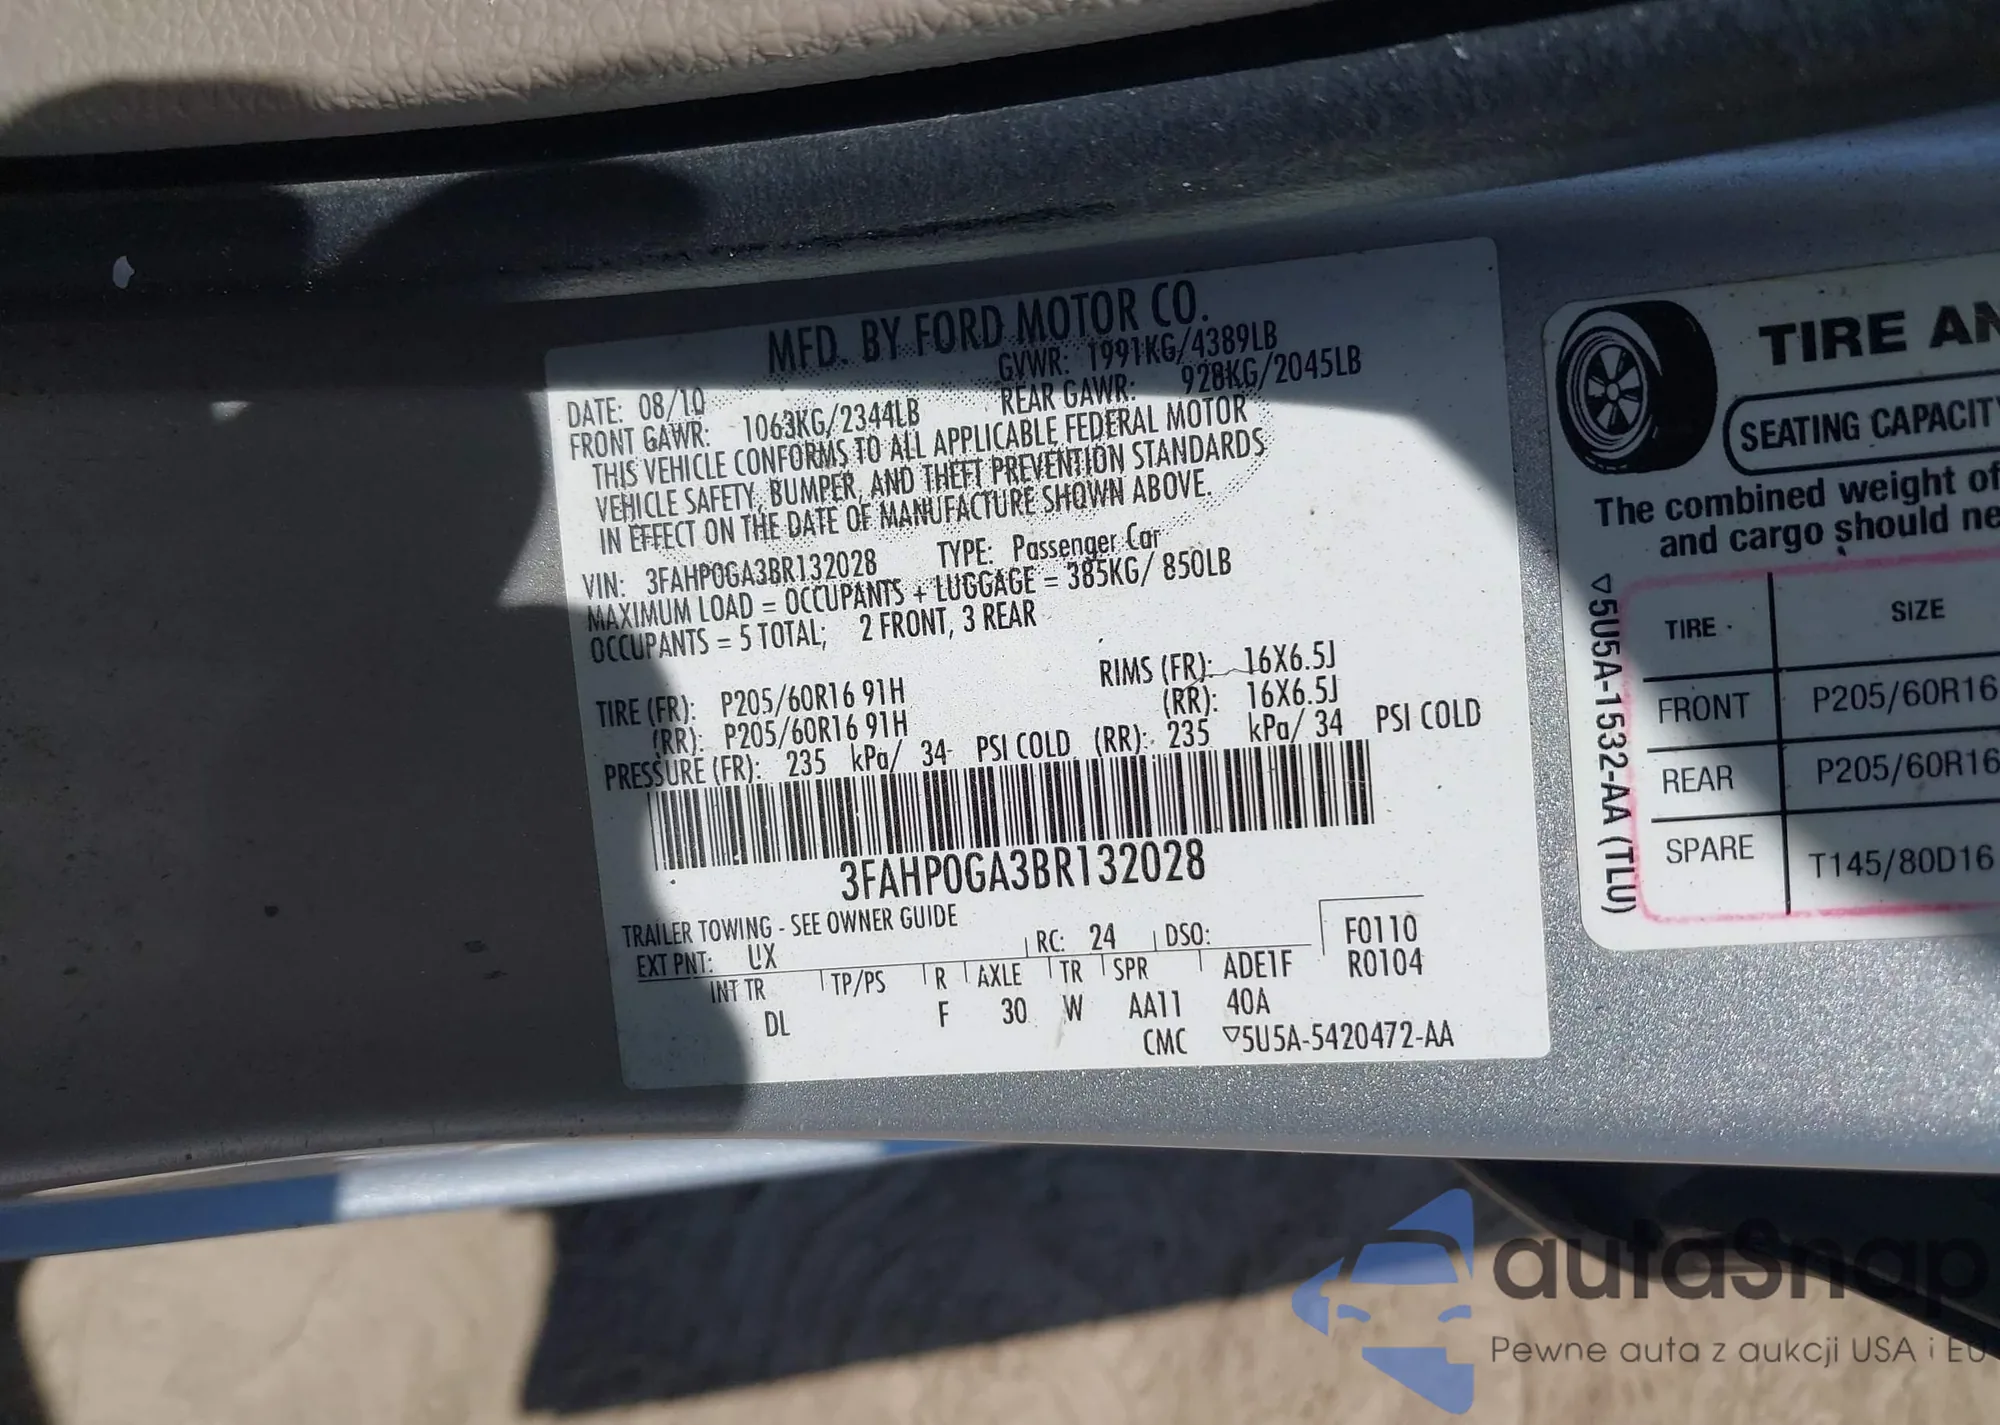 MFD. BY FORD MOTOR CO.
DATE: 08/10 GVWR: 1991KG/4389LB
FRONT GAWR: 1063KG/2344LB REAR GAWR: 928KG/2045LB
THIS VEHICLE CONFORMS TO ALL APPLICABLE FEDERAL MOTOR
VEHICLE SAFETY, BUMPER, AND THEFT PREVENTION STANDARDS
IN EFFECT ON THE DATE OF MANUFACTURE SHOWN ABOVE.
VIN: 3FAHP0GA3BR132028 TYPE: Passenger Car
MAXIMUM LOAD = OCCUPANTS + LUGGAGE = 385KG/ 850LB
OCCUPANTS = 5 TOTAL; 2 FRONT, 3 REAR
TIRE (FR): P205/60R16 91H RIMS (FR): 16X6.5J
(RR): P205/60R16 91H (RR): 16X6.5J
PRESSURE (FR): 235 kPa/ 34 PSI COLD (RR): 235 kPa/ 34 PSI COLD
3FAHP0GA3BR132028
TRAILER TOWING - SEE OWNER GUIDE
EXT PNT: UX RC: 24 DSO: F0110
R0104
INT TR TP/PS R AXLE TR SPR ADE1F
DL F 30 W AA11 40A
CMC ▽5U5A-5420472-AA
TIRE AN
SEATING CAPACITY
The combined weight of
and cargo should ne
▽5U5A-1532-AA (TLU)
TIRE SIZE
FRONT P205/60R16
REAR P205/60R16
SPARE T145/80D16
autaSnap
Pewne auta z aukcji USA i EU